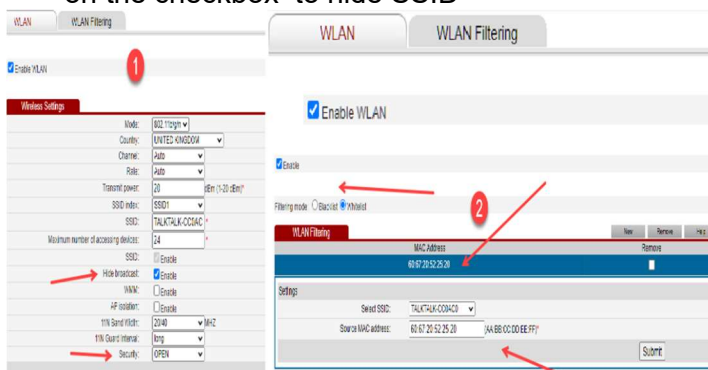 on the checkbox to hide SSID
WLAN WLAN Filtering
Enable WLAN
1
Wireless Settings
Mode: 802.11b/g/n
Country: UNITED KINGDOM
Channel: Auto
Rate: Auto
Transmit power: 20 dBm (1-20 dBm)*
SSID index: SSID1
SSID: *
Maximum number of accessing devices: 24 *
SSID: Enable
Hide broadcast: Enable
WMM: Enable
AP isolation: Enable
11N Band Width: 20/40 MHZ
11N Guard Interval: long
Security: OPEN
WLAN WLAN Filtering
Enable WLAN
Enable
Filtering mode: Blacklist Whitelist
2
WLAN Filtering New Remove Help
MAC Address Remove
60:67:20:52:25:20
Settings
Select SSID:
Source MAC address: 60:67:20:52:25:20 (AA:BB:CC:DD:EE:FF)*
Submit